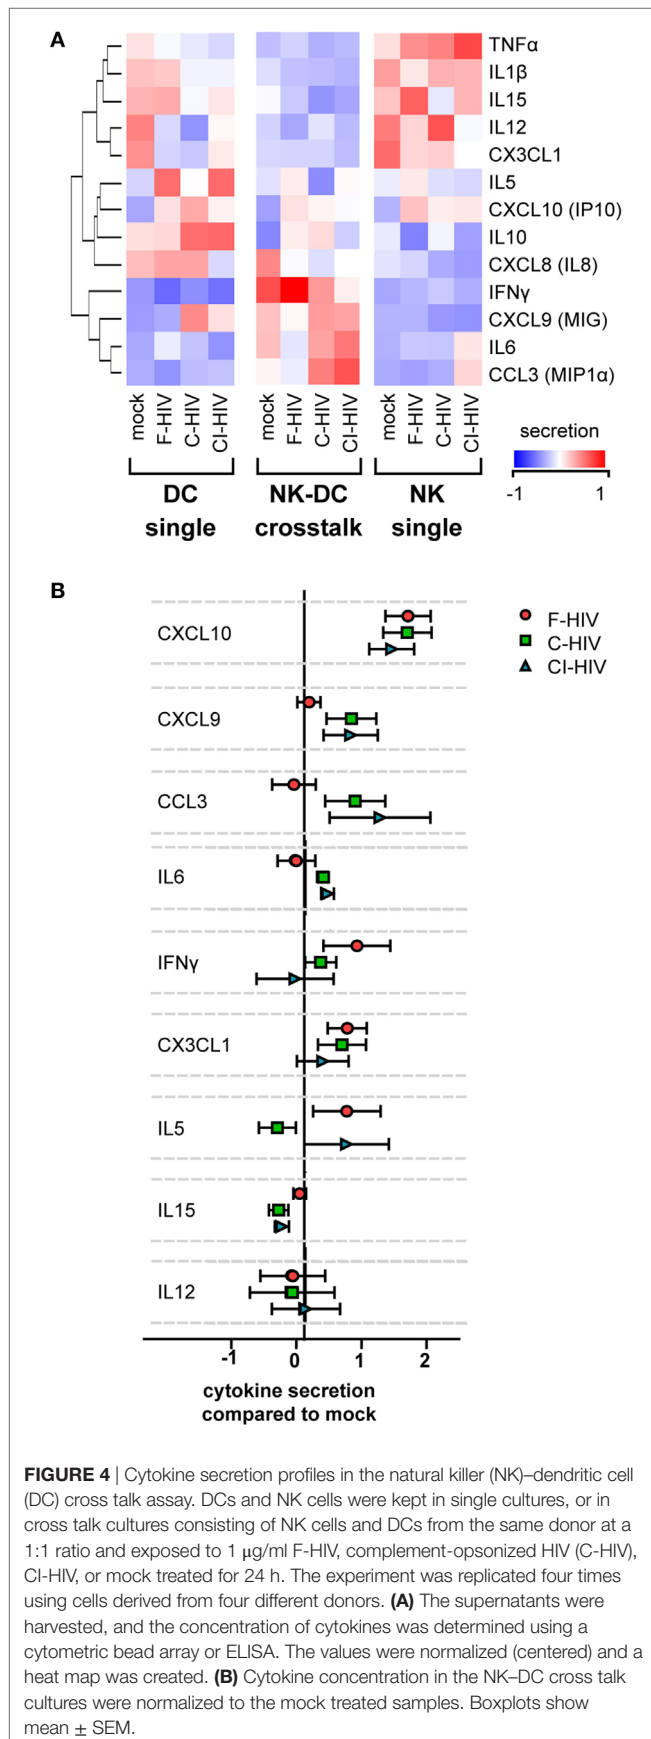 A
TNFα
IL1β
IL15
IL12
CX3CL1
IL5
CXCL10 (IP10)
IL10
CXCL8 (IL8)
IFNγ
CXCL9 (MIG)
IL6
CCL3 (MIP1α)
mock
F-HIV
C-HIV
CI-HIV
mock
F-HIV
C-HIV
CI-HIV
mock
F-HIV
C-HIV
CI-HIV
DC
single
NK-DC
crosstalk
NK
single
secretion
-1 1
B
F-HIV
C-HIV
CI-HIV
CXCL10
CXCL9
CCL3
IL6
IFNγ
CX3CL1
IL5
IL15
IL12
-1 0 1 2
cytokine secretion
compared to mock
FIGURE 4 | Cytokine secretion profiles in the natural killer (NK)–dendritic cell
(DC) cross talk assay. DCs and NK cells were kept in single cultures, or in
cross talk cultures consisting of NK cells and DCs from the same donor at a
1:1 ratio and exposed to 1 μg/ml F-HIV, complement-opsonized HIV (C-HIV),
CI-HIV, or mock treated for 24 h. The experiment was replicated four times
using cells derived from four different donors. (A) The supernatants were
harvested, and the concentration of cytokines was determined using a
cytometric bead array or ELISA. The values were normalized (centered) and a
heat map was created. (B) Cytokine concentration in the NK–DC cross talk
cultures were normalized to the mock treated samples. Boxplots show
mean ± SEM.